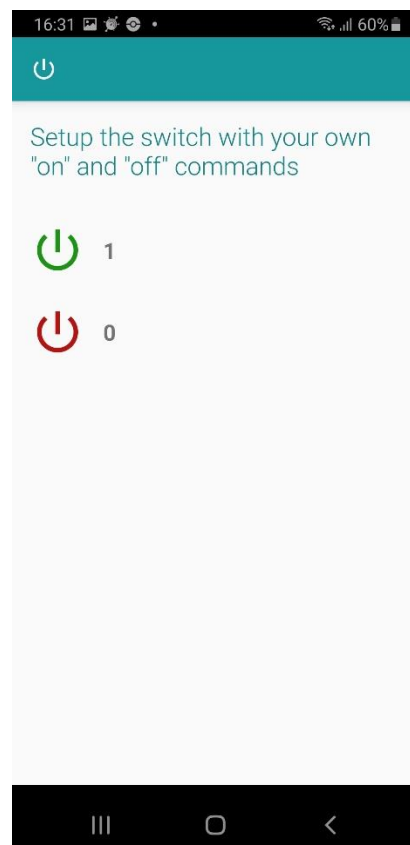 16:31 60%
Setup the switch with your own
"on" and "off" commands
1
0